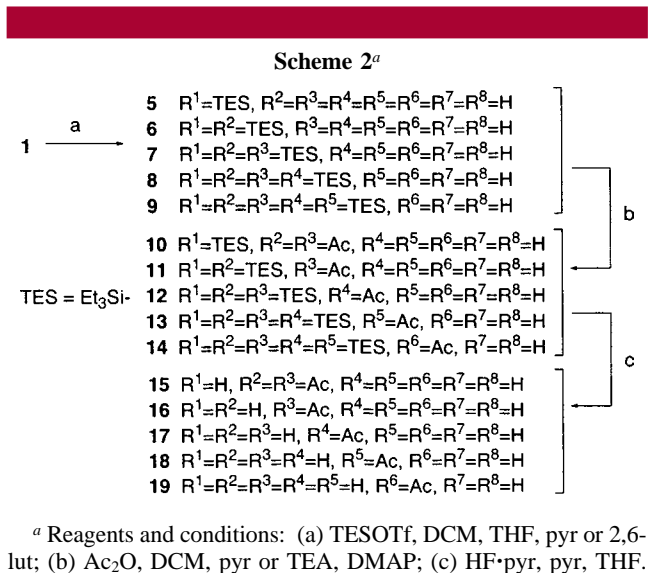 Scheme 2ᵃ
5 R¹=TES, R²=R³=R⁴=R⁵=R⁶=R⁷=R⁸=H
6 R¹=R²=TES, R³=R⁴=R⁵=R⁶=R⁷=R⁸=H
1 a 7 R¹=R²=R³=TES, R⁴=R⁵=R⁶=R⁷=R⁸=H
8 R¹=R²=R³=R⁴=TES, R⁵=R⁶=R⁷=R⁸=H
9 R¹=R²=R³=R⁴=R⁵=TES, R⁶=R⁷=R⁸=H
b
10 R¹=TES, R²=R³=Ac, R⁴=R⁵=R⁶=R⁷=R⁸=H
11 R¹=R²=TES, R³=Ac, R⁴=R⁵=R⁶=R⁷=R⁸=H
TES = Et₃Si- 12 R¹=R²=R³=TES, R⁴=Ac, R⁵=R⁶=R⁷=R⁸=H
13 R¹=R²=R³=R⁴=TES, R⁵=Ac, R⁶=R⁷=R⁸=H
14 R¹=R²=R³=R⁴=R⁵=TES, R⁶=Ac, R⁷=R⁸=H
c
15 R¹=H, R²=R³=Ac, R⁴=R⁵=R⁶=R⁷=R⁸=H
16 R¹=R²=H, R³=Ac, R⁴=R⁵=R⁶=R⁷=R⁸=H
17 R¹=R²=R³=H, R⁴=Ac, R⁵=R⁶=R⁷=R⁸=H
18 R¹=R²=R³=R⁴=H, R⁵=Ac, R⁶=R⁷=R⁸=H
19 R¹=R²=R³=R⁴=R⁵=H, R⁶=Ac, R⁷=R⁸=H
ᵃ Reagents and conditions: (a) TESOTf, DCM, THF, pyr or 2,6-
lut; (b) Ac₂O, DCM, pyr or TEA, DMAP; (c) HF•pyr, pyr, THF.